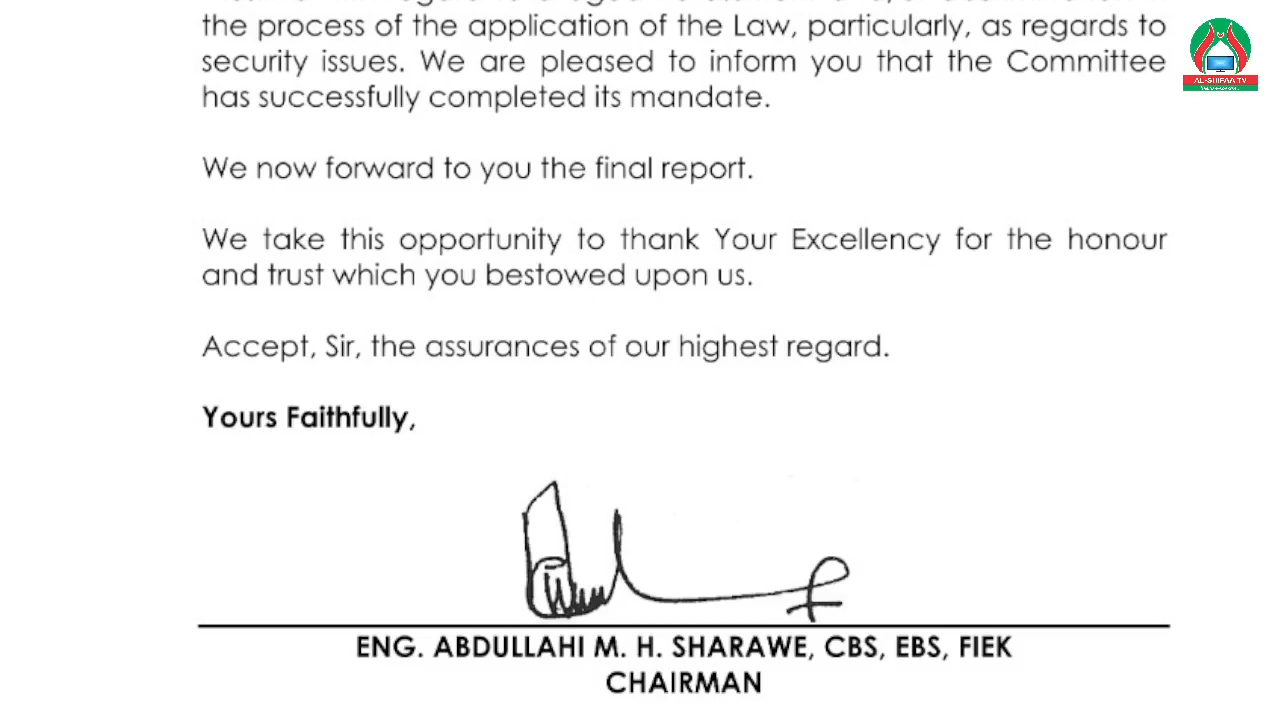 the process of the application of the Law, particularly, as regards to
security issues. We are pleased to inform you that the Committee
has successfully completed its mandate.
We now forward to you the final report.
We take this opportunity to thank Your Excellency for the honour
and trust which you bestowed upon us.
Accept, Sir, the assurances of our highest regard.
Yours Faithfully,
ENG. ABDULLAHI M. H. SHARAWE, CBS, EBS, FIEK
CHAIRMAN
AL-SHIFAA TV